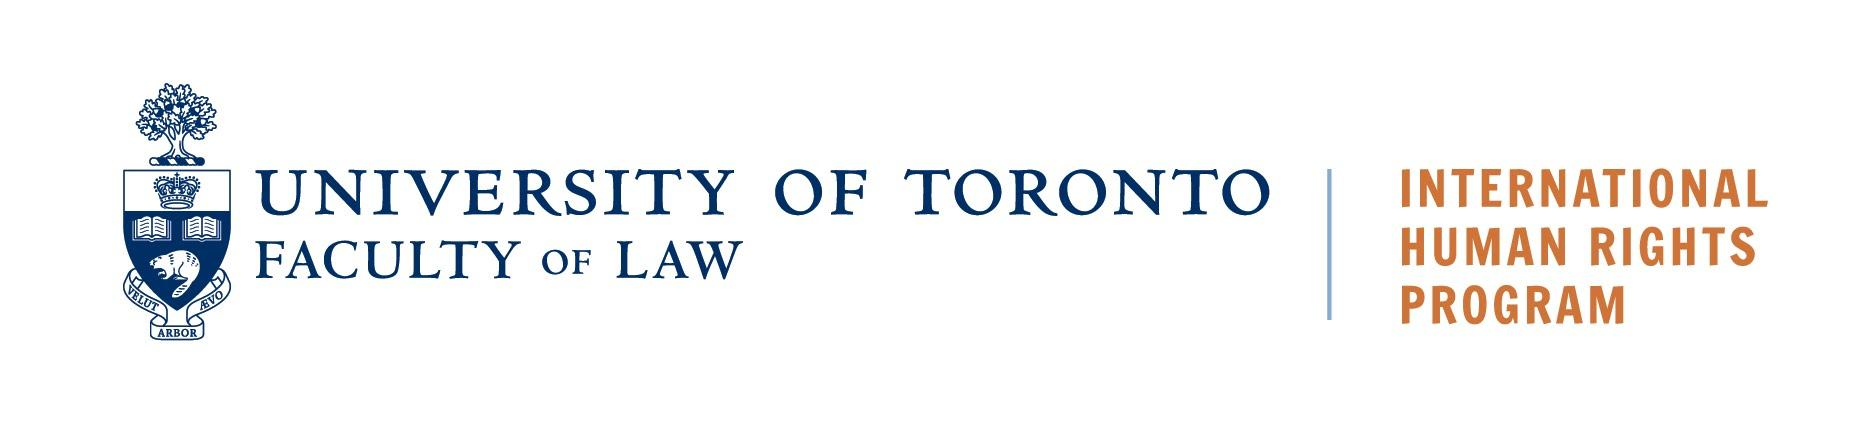 UNIVERSITY OF TORONTO
FACULTY OF LAW
VELUT
ARBOR
ÆVO
INTERNATIONAL
HUMAN RIGHTS
PROGRAM